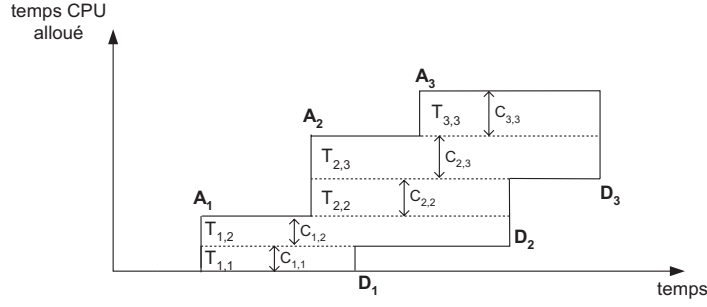 temps CPU
alloué
A3
T3,3
C3,3
A2
T2,3
C2,3
T2,2
C2,2
D3
A1
T1,2
C1,2
D2
T1,1
C1,1
D1
temps